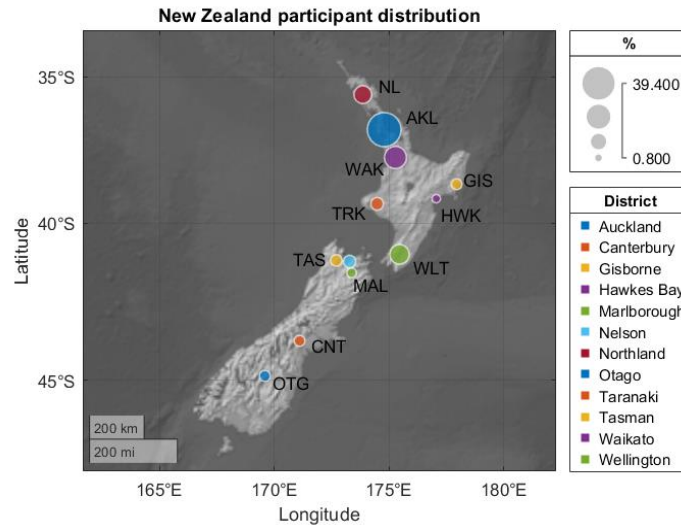 New Zealand participant distribution
%
39.400
0.800
35°S
40°S
45°S
Latitude
NL
AKL
WAK
GIS
TRK
HWK
TAS
WLT
MAL
CNT
OTG
200 km
200 mi
165°E
170°E
175°E
180°E
Longitude
District
Auckland
Canterbury
Gisborne
Hawkes Bay
Marlborough
Nelson
Northland
Otago
Taranaki
Tasman
Waikato
Wellington